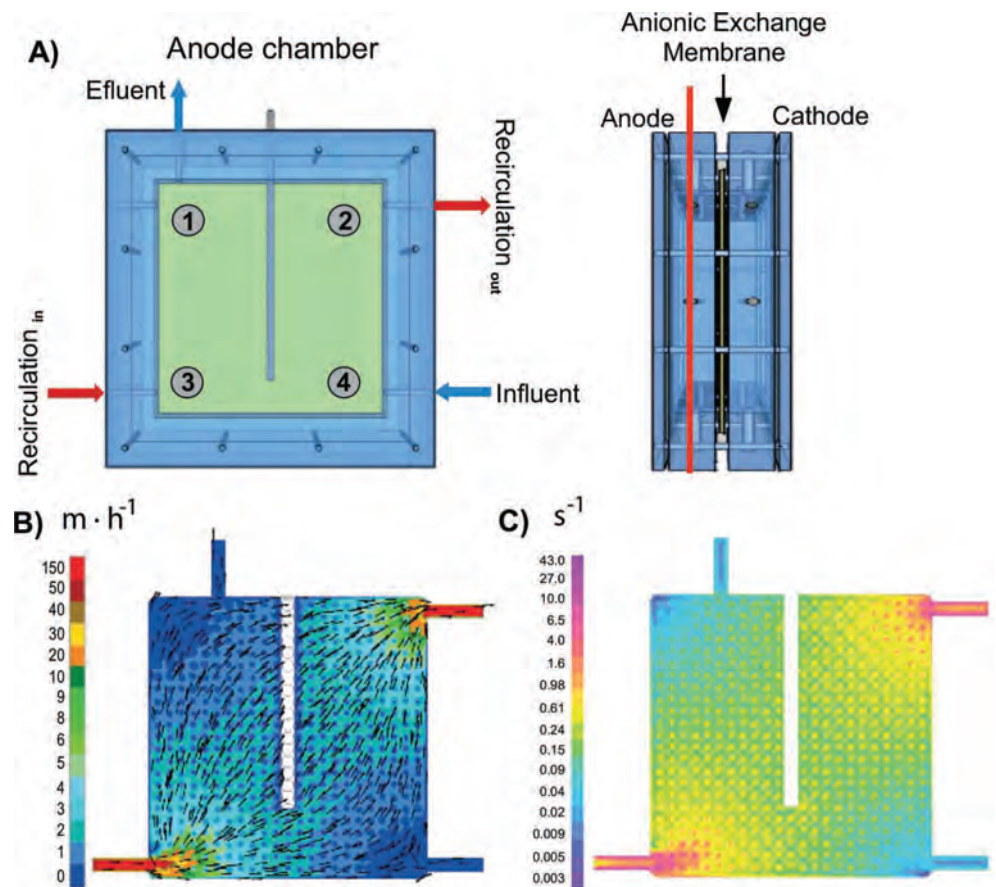 A)
Anode chamber
Efluent
Recirculation out
Recirculation in
Influent
1
2
3
4
Anionic Exchange
Membrane
Anode
Cathode
B)
m · h⁻¹
150
50
40
30
20
10
9
8
6
5
4
3
2
1
0
C)
s⁻¹
43.0
27.0
10.0
6.5
4.0
1.6
0.98
0.61
0.24
0.15
0.09
0.04
0.02
0.009
0.005
0.003